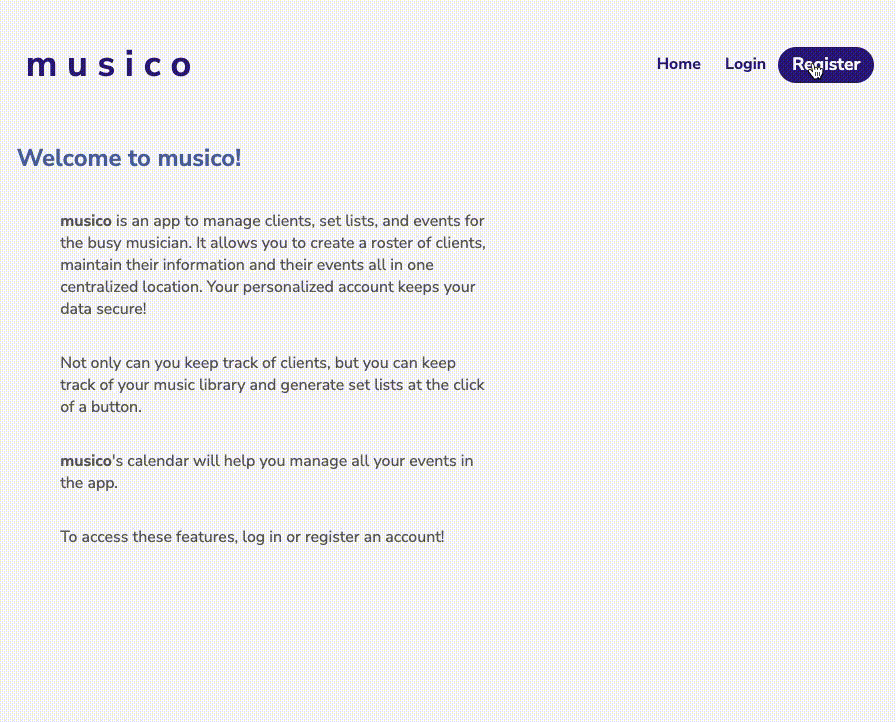 musico
Home Login Register
Welcome to musico!
musico is an app to manage clients, set lists, and events for
the busy musician. It allows you to create a roster of clients,
maintain their information and their events all in one
centralized location. Your personalized account keeps your
data secure!
Not only can you keep track of clients, but you can keep
track of your music library and generate set lists at the click
of a button.
musico's calendar will help you manage all your events in
the app.
To access these features, log in or register an account!